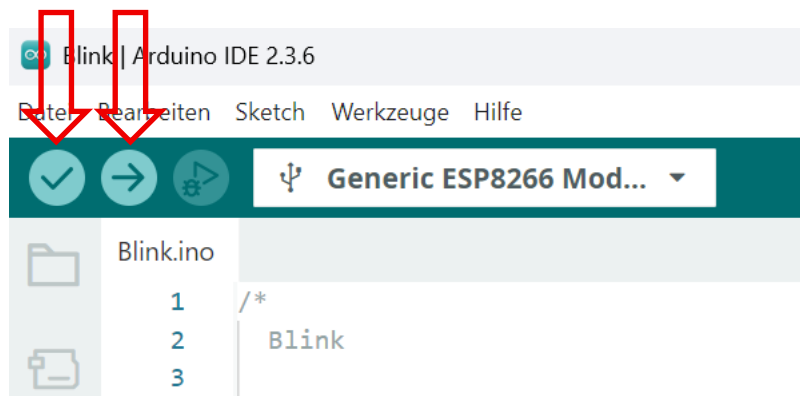 Blink | Arduino IDE 2.3.6
Datei Bearbeiten Sketch Werkzeuge Hilfe
Generic ESP8266 Mod...
Blink.ino
1 /*
2 Blink
3